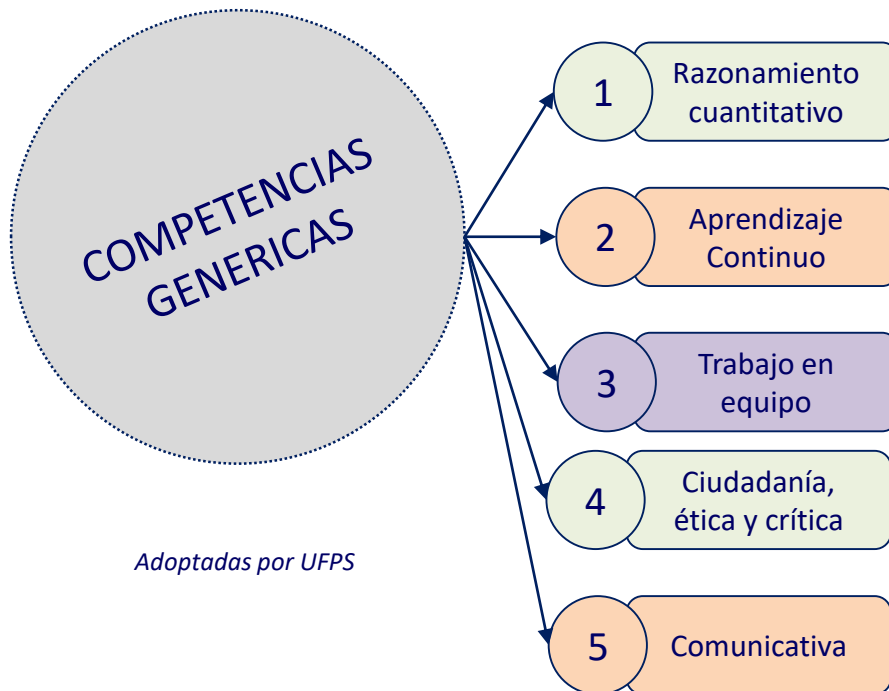 COMPETENCIAS
GENERICAS
Adoptadas por UFPS
1
Razonamiento
cuantitativo
2
Aprendizaje
Continuo
3
Trabajo en
equipo
4
Ciudadanía,
ética y crítica
5
Comunicativa